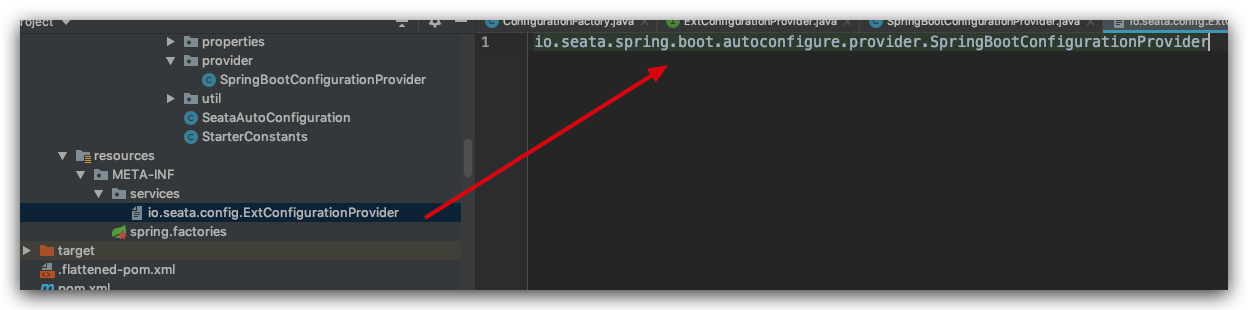 Project
ConfigurationFactory.java
ExtConfigurationProvider.java
SpringBootConfigurationProvider.java
io.seata.config.Ext
properties
provider
SpringBootConfigurationProvider
util
SeataAutoConfiguration
StarterConstants
resources
META-INF
services
io.seata.config.ExtConfigurationProvider
spring.factories
target
.flattened-pom.xml
pom.xml
1
io.seata.spring.boot.autoconfigure.provider.SpringBootConfigurationProvider